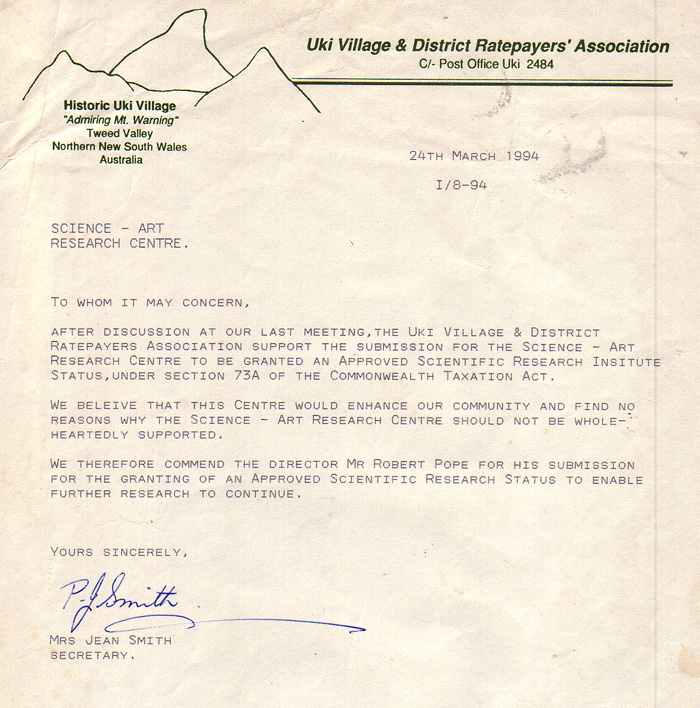 Uki Village & District Ratepayers' Association
C/- Post Office Uki 2484
Historic Uki Village
"Admiring Mt. Warning"
Tweed Valley
Northern New South Wales
Australia
24TH MARCH 1994
I/8-94
SCIENCE - ART
RESEARCH CENTRE.
TO WHOM IT MAY CONCERN,
AFTER DISCUSSION AT OUR LAST MEETING,THE UKI VILLAGE & DISTRICT
RATEPAYERS ASSOCIATION SUPPORT THE SUBMISSION FOR THE SCIENCE - ART
RESEARCH CENTRE TO BE GRANTED AN APPROVED SCIENTIFIC RESEARCH INSITUTE
STATUS,UNDER SECTION 73A OF THE COMMONWEALTH TAXATION ACT.
WE BELEIVE THAT THIS CENTRE WOULD ENHANCE OUR COMMUNITY AND FIND NO
REASONS WHY THE SCIENCE - ART RESEARCH CENTRE SHOULD NOT BE WHOLE-
HEARTEDLY SUPPORTED.
WE THEREFORE COMMEND THE DIRECTOR MR ROBERT POPE FOR HIS SUBMISSION
FOR THE GRANTING OF AN APPROVED SCIENTIFIC RESEARCH STATUS TO ENABLE
FURTHER RESEARCH TO CONTINUE.
YOURS SINCERELY,
P.J Smith
MRS JEAN SMITH
SECRETARY.